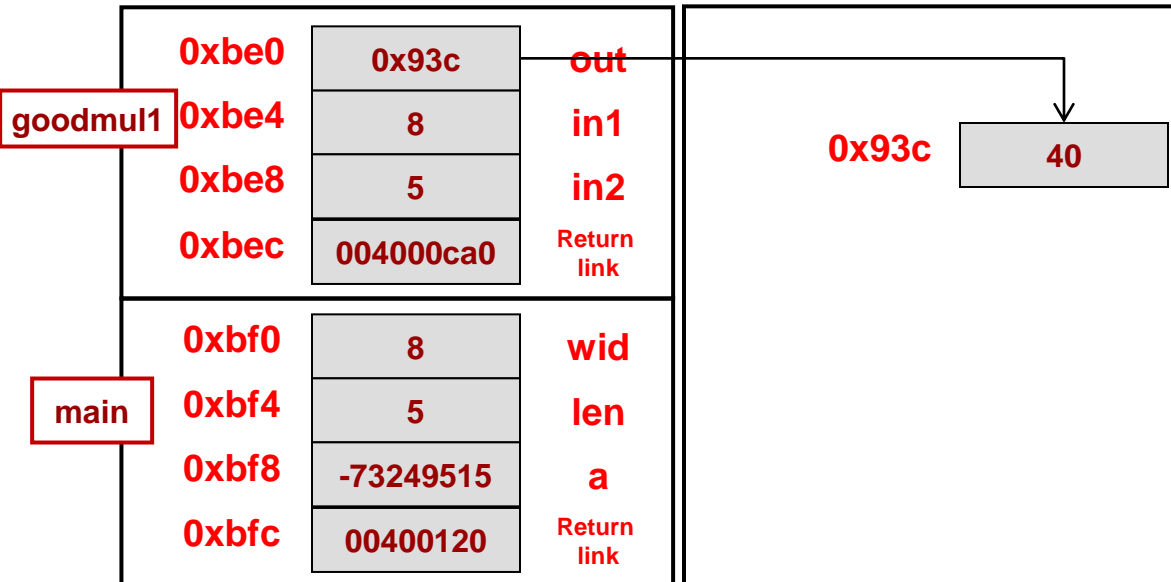 0xbe0 0x93c out
goodmul1 0xbe4 8 in1
0xbe8 5 in2
0xbec 004000ca0 Return
link
0xbf0 8 wid
main 0xbf4 5 len
0xbf8 -73249515 a
0xbfc 00400120 Return
link
0x93c 40